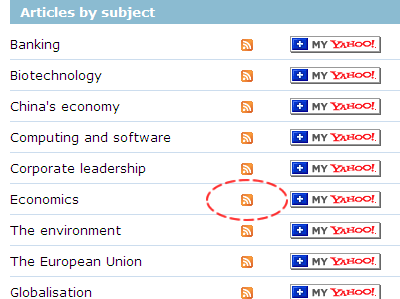 Articles by subject
Banking + MY YAHOO!
Biotechnology + MY YAHOO!
China's economy + MY YAHOO!
Computing and software + MY YAHOO!
Corporate leadership + MY YAHOO!
Economics + MY YAHOO!
The environment + MY YAHOO!
The European Union + MY YAHOO!
Globalisation + MY YAHOO!